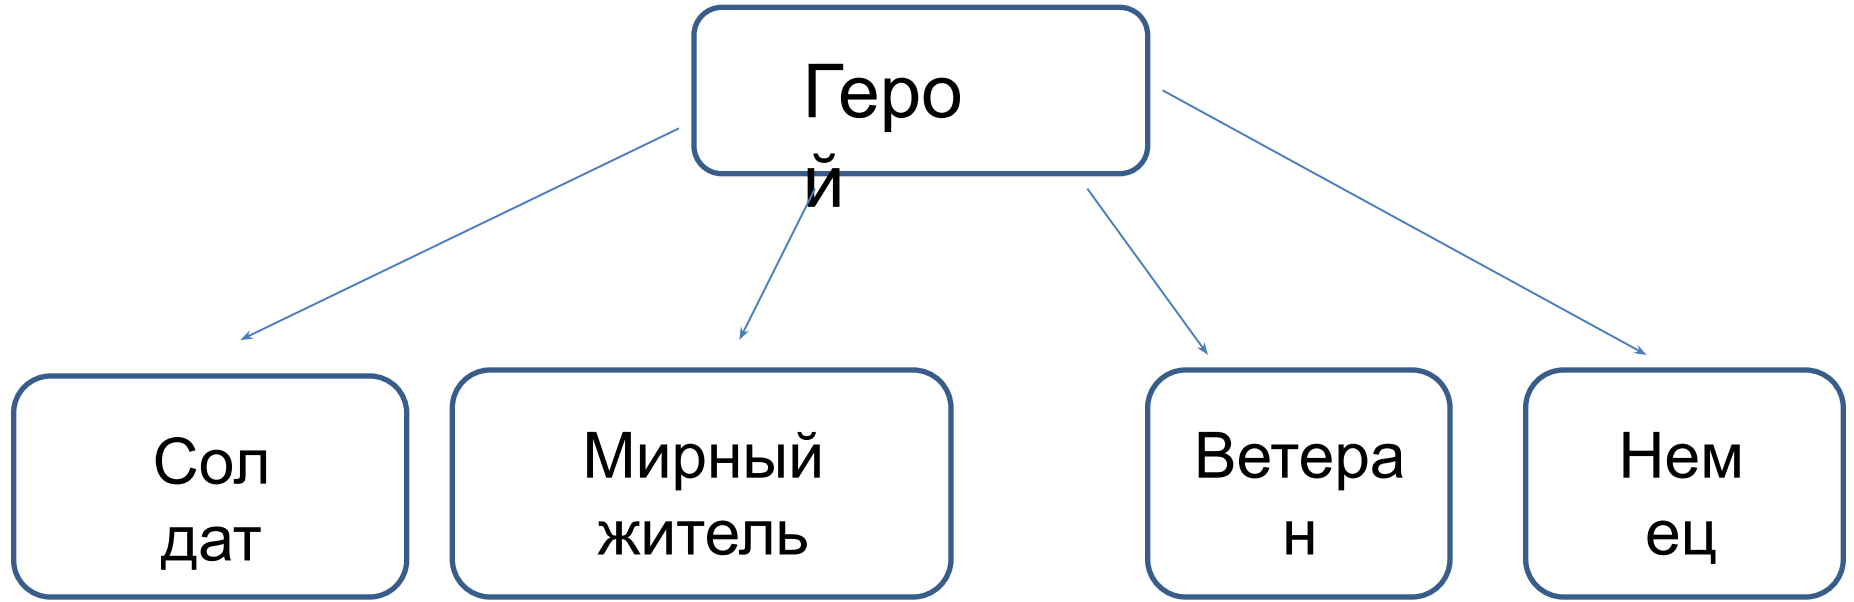 Геро
й
Сол
дат
Мирный
житель
Ветера
н
Нем
ец